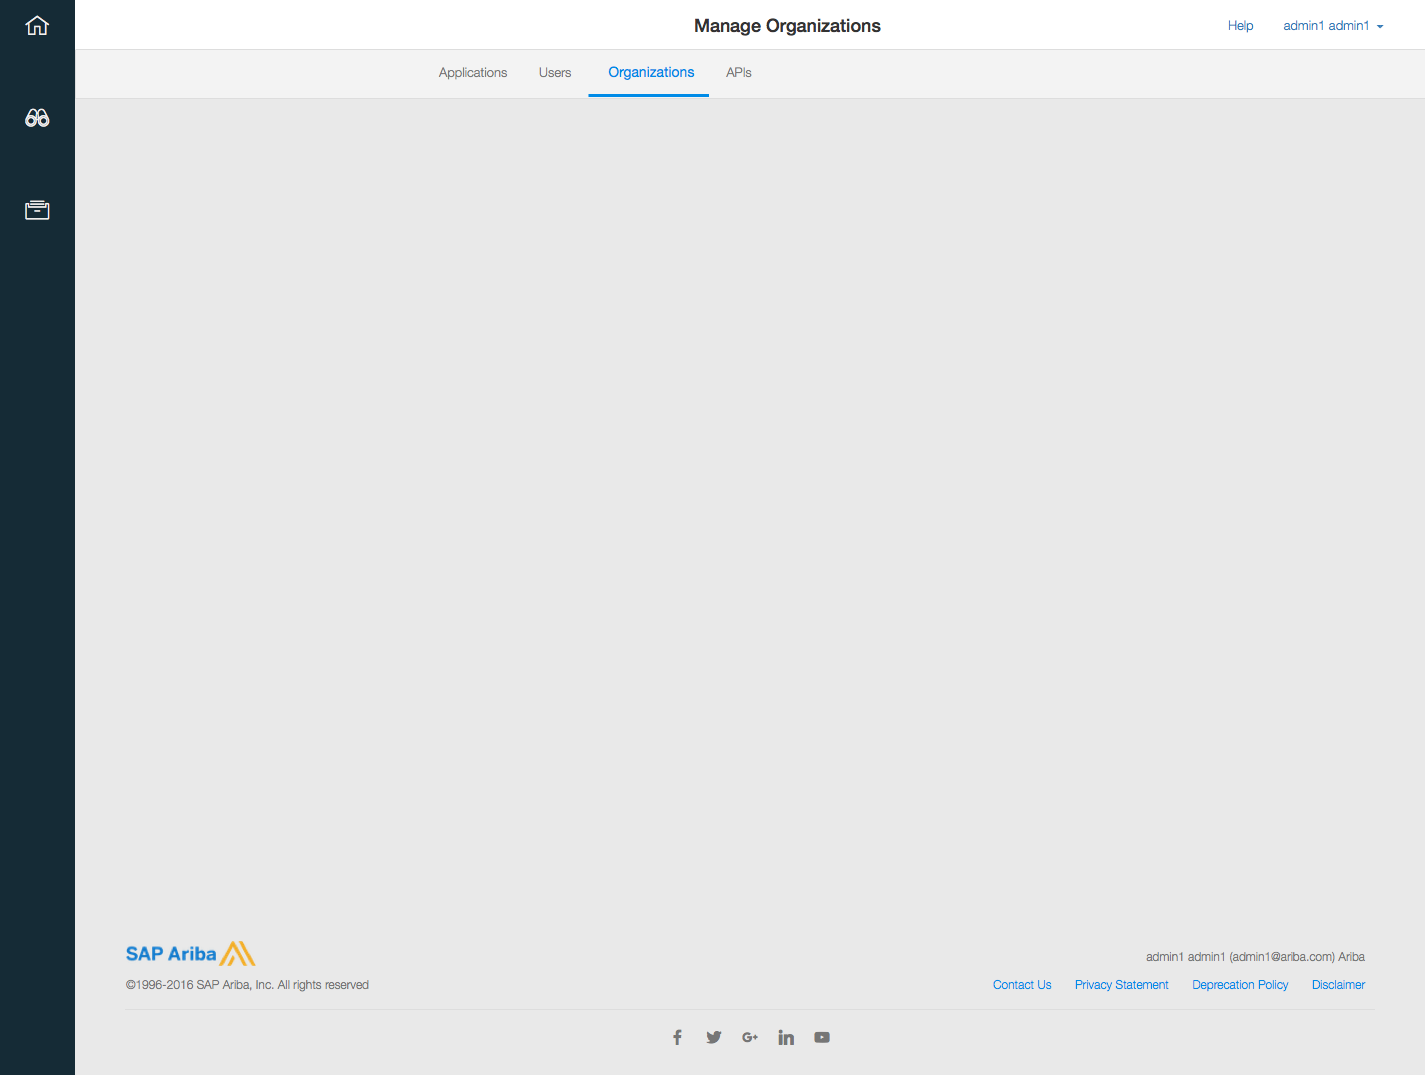 Manage Organizations
Help
admin1 admin1
Applications Users Organizations APIs
SAP Ariba
admin1 admin1 (admin1@ariba.com) Ariba
©1996-2016 SAP Ariba, Inc. All rights reserved
Contact Us Privacy Statement Deprecation Policy Disclaimer